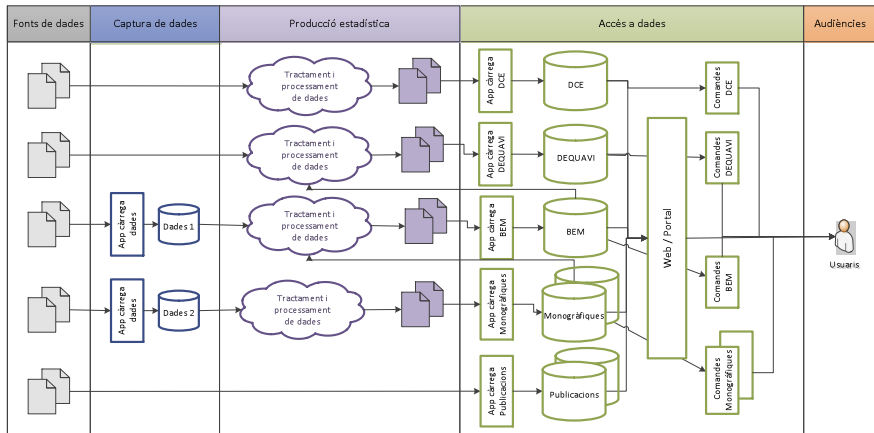 Fonts de dades
Captura de dades
Producció estadística
Accés a dades
Audiències
Tractament i
processament
de dades
App càrrega
DCE
DCE
Comandes
DCE
Tractament i
processament
de dades
App càrrega
DEQUAVI
DEQUAVI
Comandes
DEQUAVI
App càrrega
dades
Dades 1
Tractament i
processament
de dades
App càrrega
BEM
BEM
Web / Portal
Comandes
BEM
Usuaris
App càrrega
dades
Dades 2
Tractament i
processament
de dades
App càrrega
Monogràfiques
Monogràfiques
Comandes
Monogràfiques
App càrrega
Publicacions
Publicacions